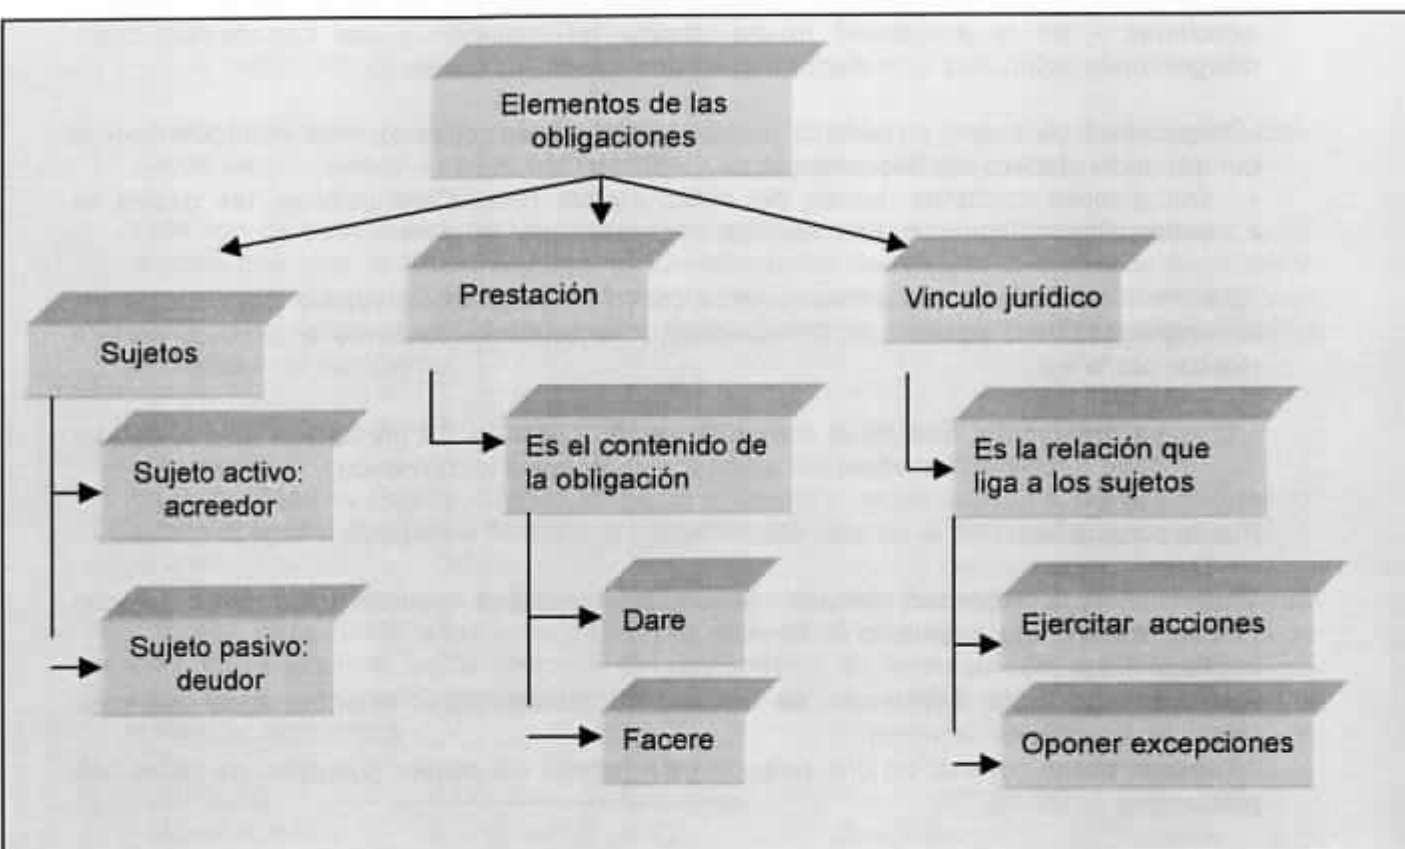 Elementos de las
obligaciones
Sujetos
Prestación
Vinculo jurídico
Sujeto activo:
acreedor
Sujeto pasivo:
deudor
Es el contenido de
la obligación
Dare
Facere
Es la relación que
liga a los sujetos
Ejercitar acciones
Oponer excepciones